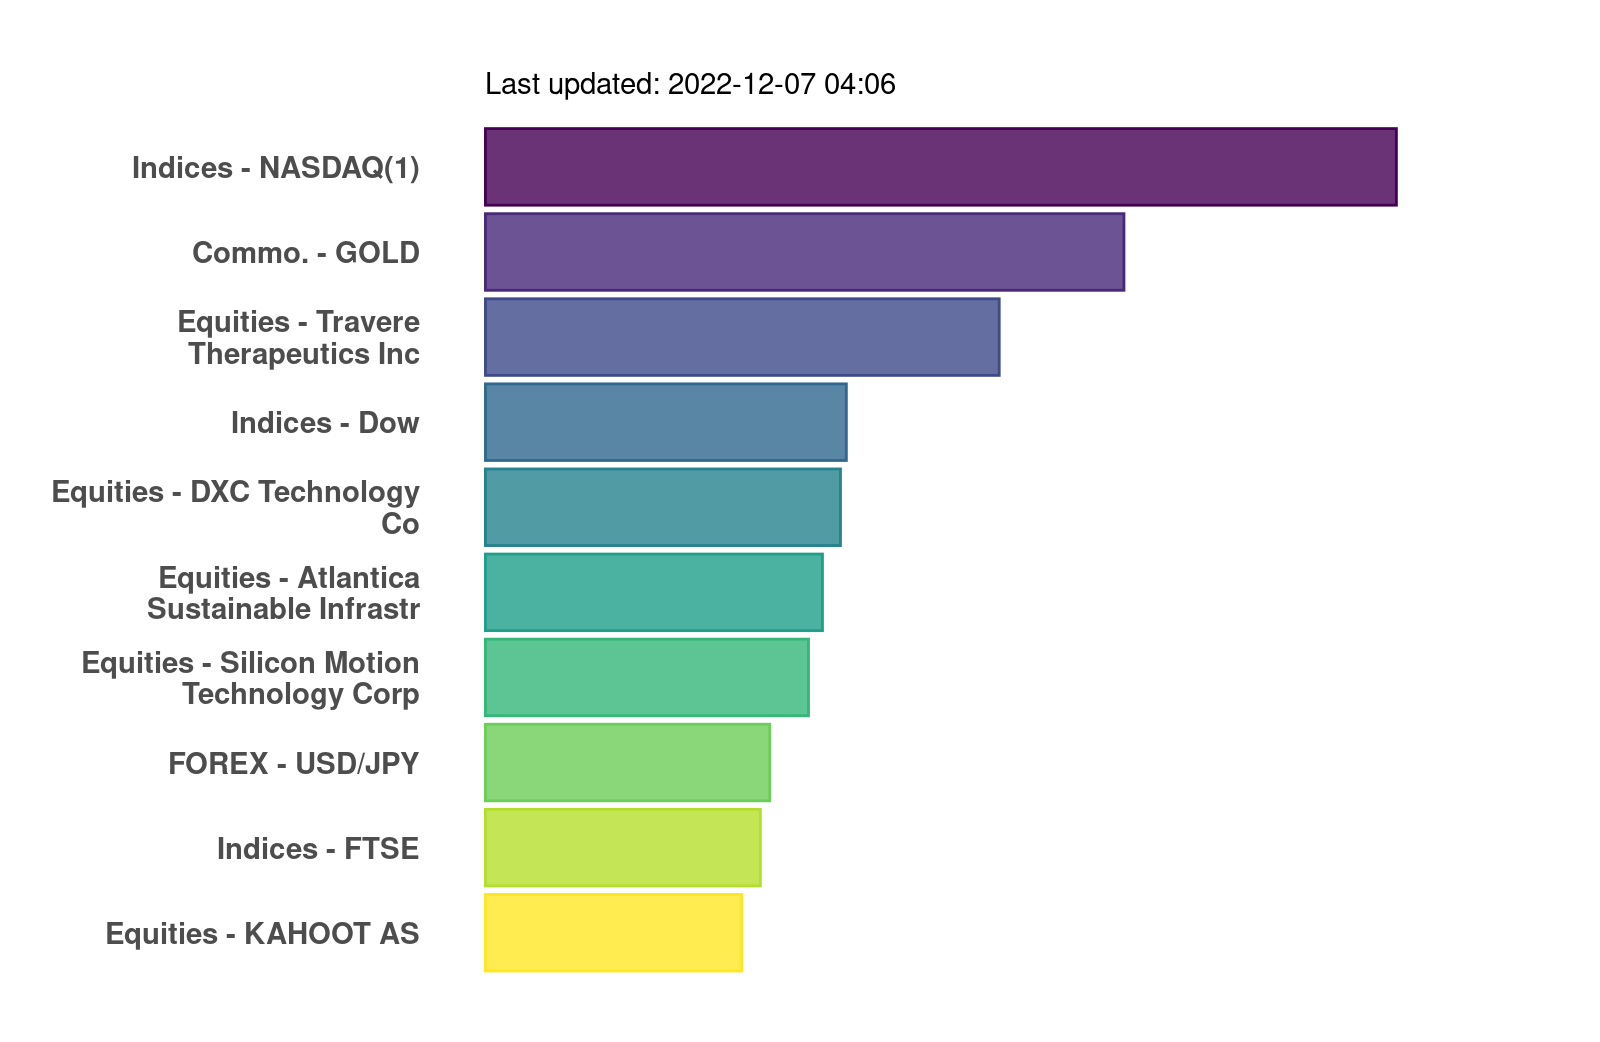 Last updated: 2022-12-07 04:06
Indices - NASDAQ(1)
Commo. - GOLD
Equities - Travere
Therapeutics Inc
Indices - Dow
Equities - DXC Technology
Co
Equities - Atlantica
Sustainable Infrastr
Equities - Silicon Motion
Technology Corp
FOREX - USD/JPY
Indices - FTSE
Equities - KAHOOT AS